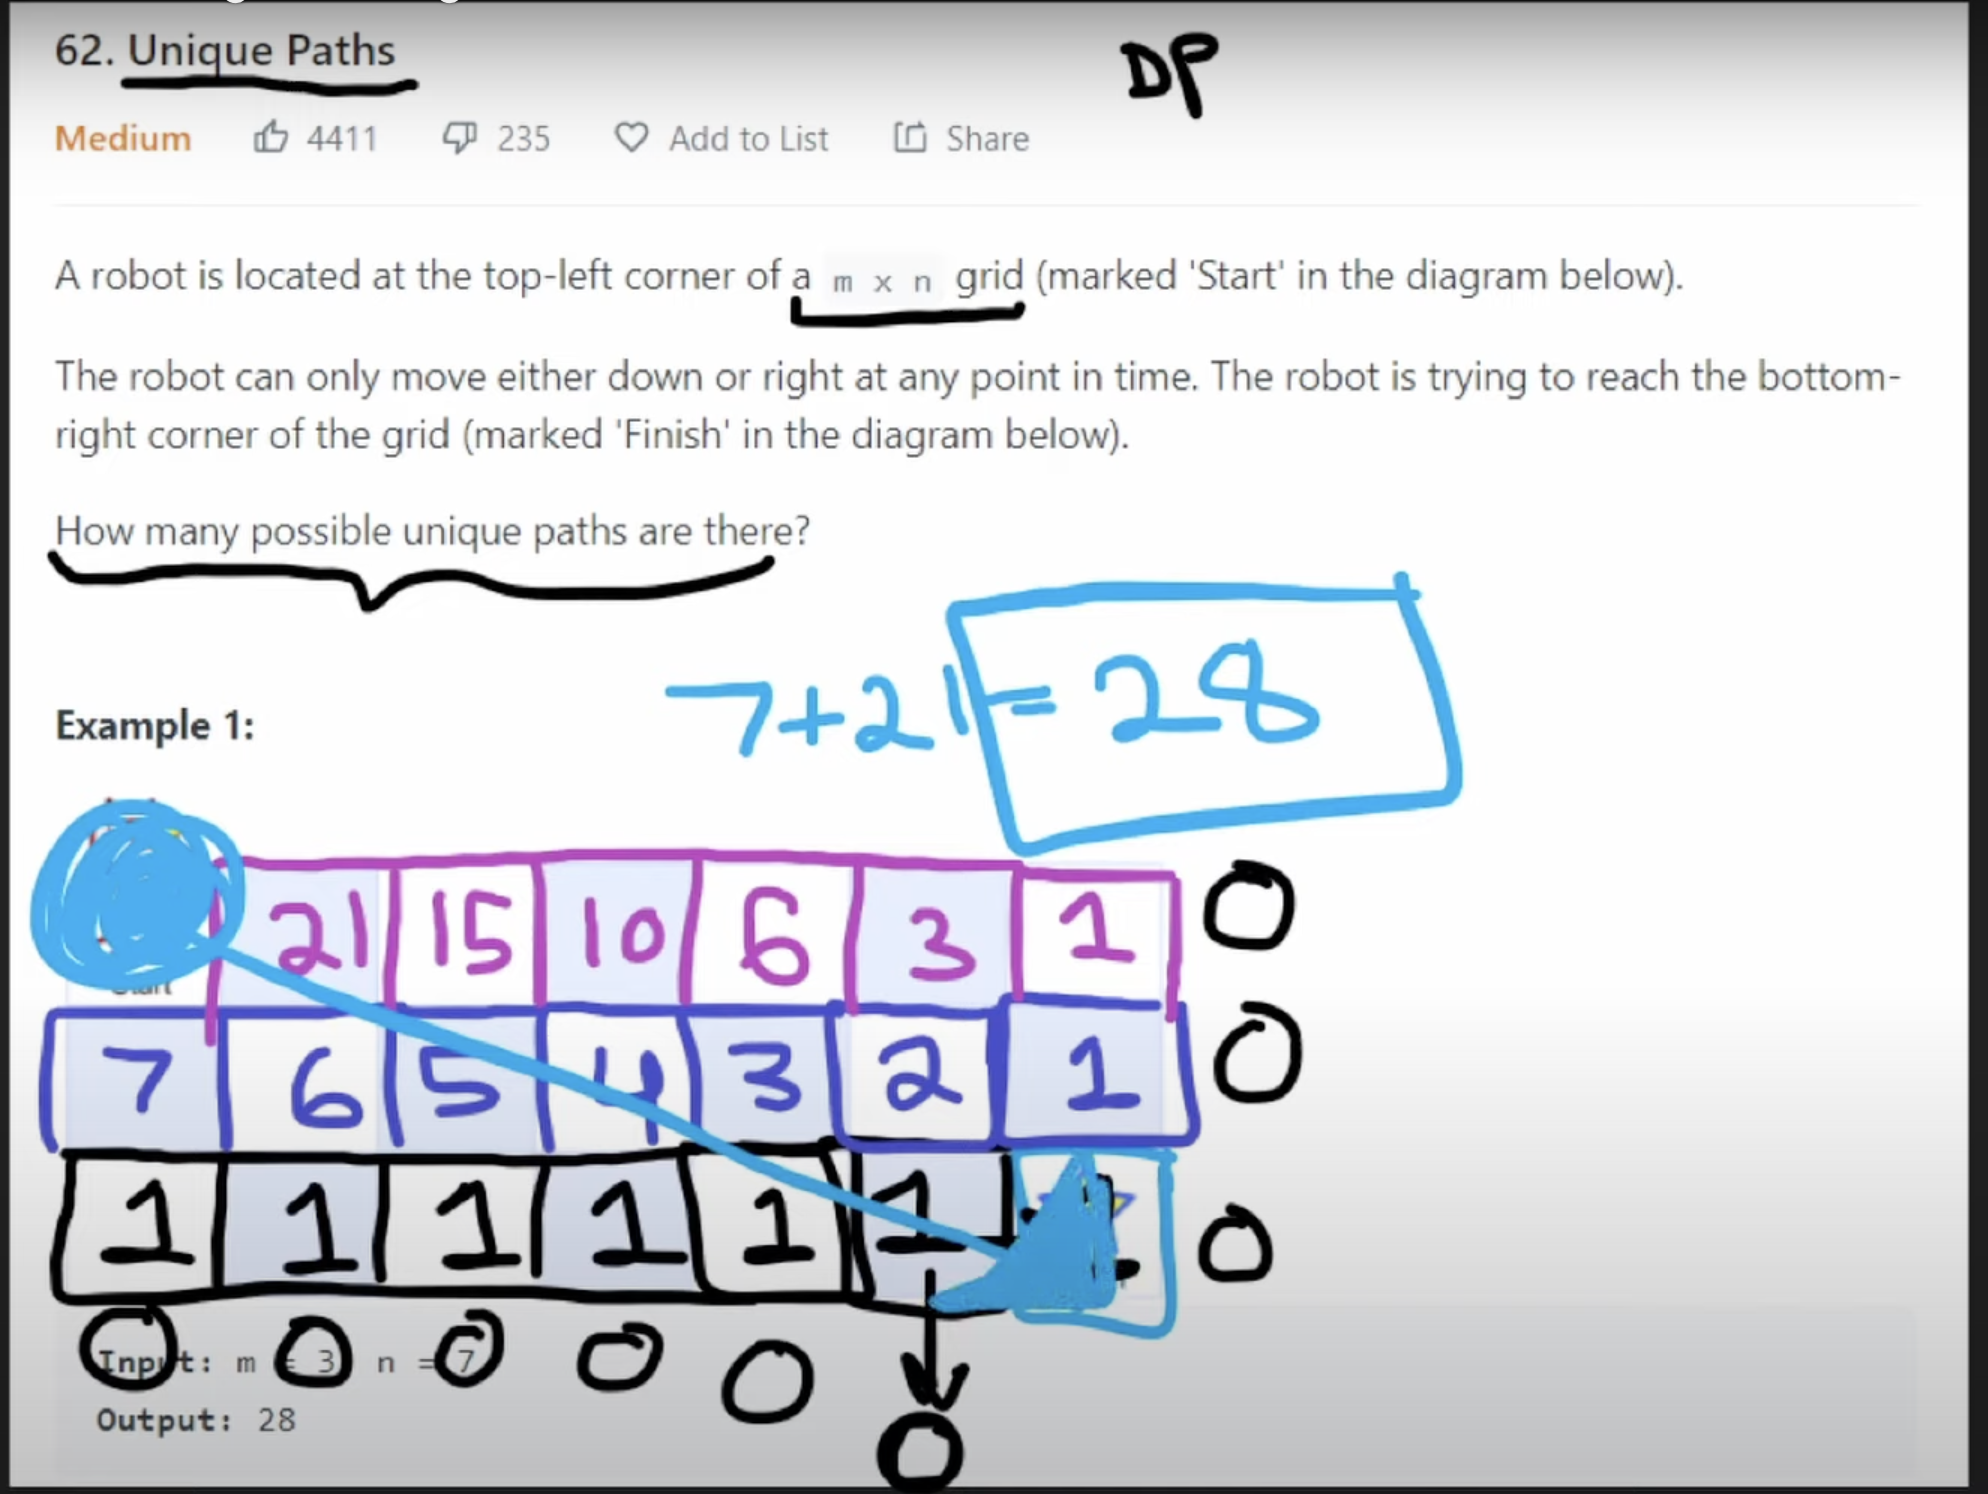 62. Unique Paths
DP
Medium 4411 235 Add to List Share
A robot is located at the top-left corner of a m x n grid (marked 'Start' in the diagram below).
The robot can only move either down or right at any point in time. The robot is trying to reach the bottom-
right corner of the grid (marked 'Finish' in the diagram below).
How many possible unique paths are there?
7+21=28
Example 1:
21 15 10 6 3 1 0
7 6 5 4 3 2 1 0
1 1 1 1 1 1 0
0 0 0 0 0 0
Input: m = 3 n = 7
Output: 28